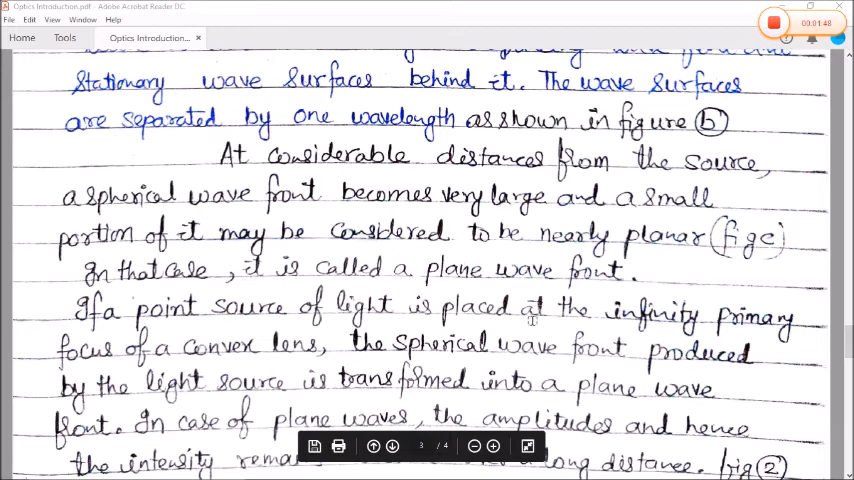 Optics Introduction.pdf - Adobe Acrobat Reader DC
File Edit View Window Help
Home Tools Optics Introduction... ×
00:01:48
Stationary wave surfaces behind it. The wave surfaces
are separated by one wavelength as shown in figure b
At considerable distances from the source,
a spherical wave front becomes very large and a small
portion of it may be considered to be nearly planar (fig c)
In that case, it is called a plane wave front.
If a point source of light is placed at the infinity primary
focus of a convex lens, the spherical wave front produced
by the light source is transformed into a plane wave
front. In case of plane waves, the amplitudes and hence
the intensity long distance. fig 2
3 / 4